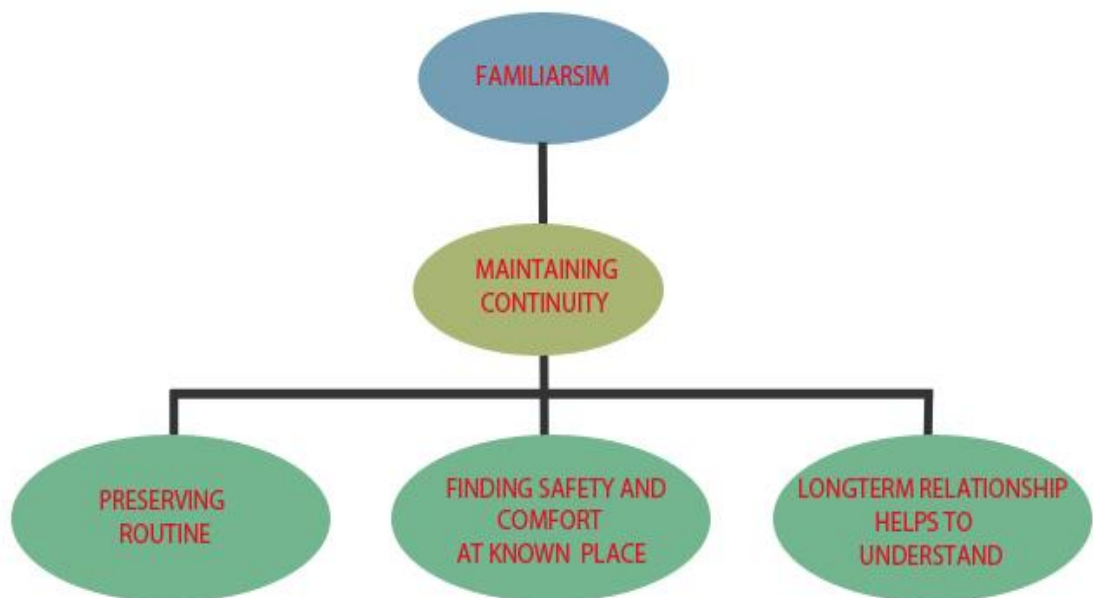 FAMILIARSIM
MAINTAINING
CONTINUITY
PRESERVING
ROUTINE
FINDING SAFETY AND
COMFORT
AT KNOWN PLACE
LONGTERM RELATIONSHIP
HELPS TO
UNDERSTAND